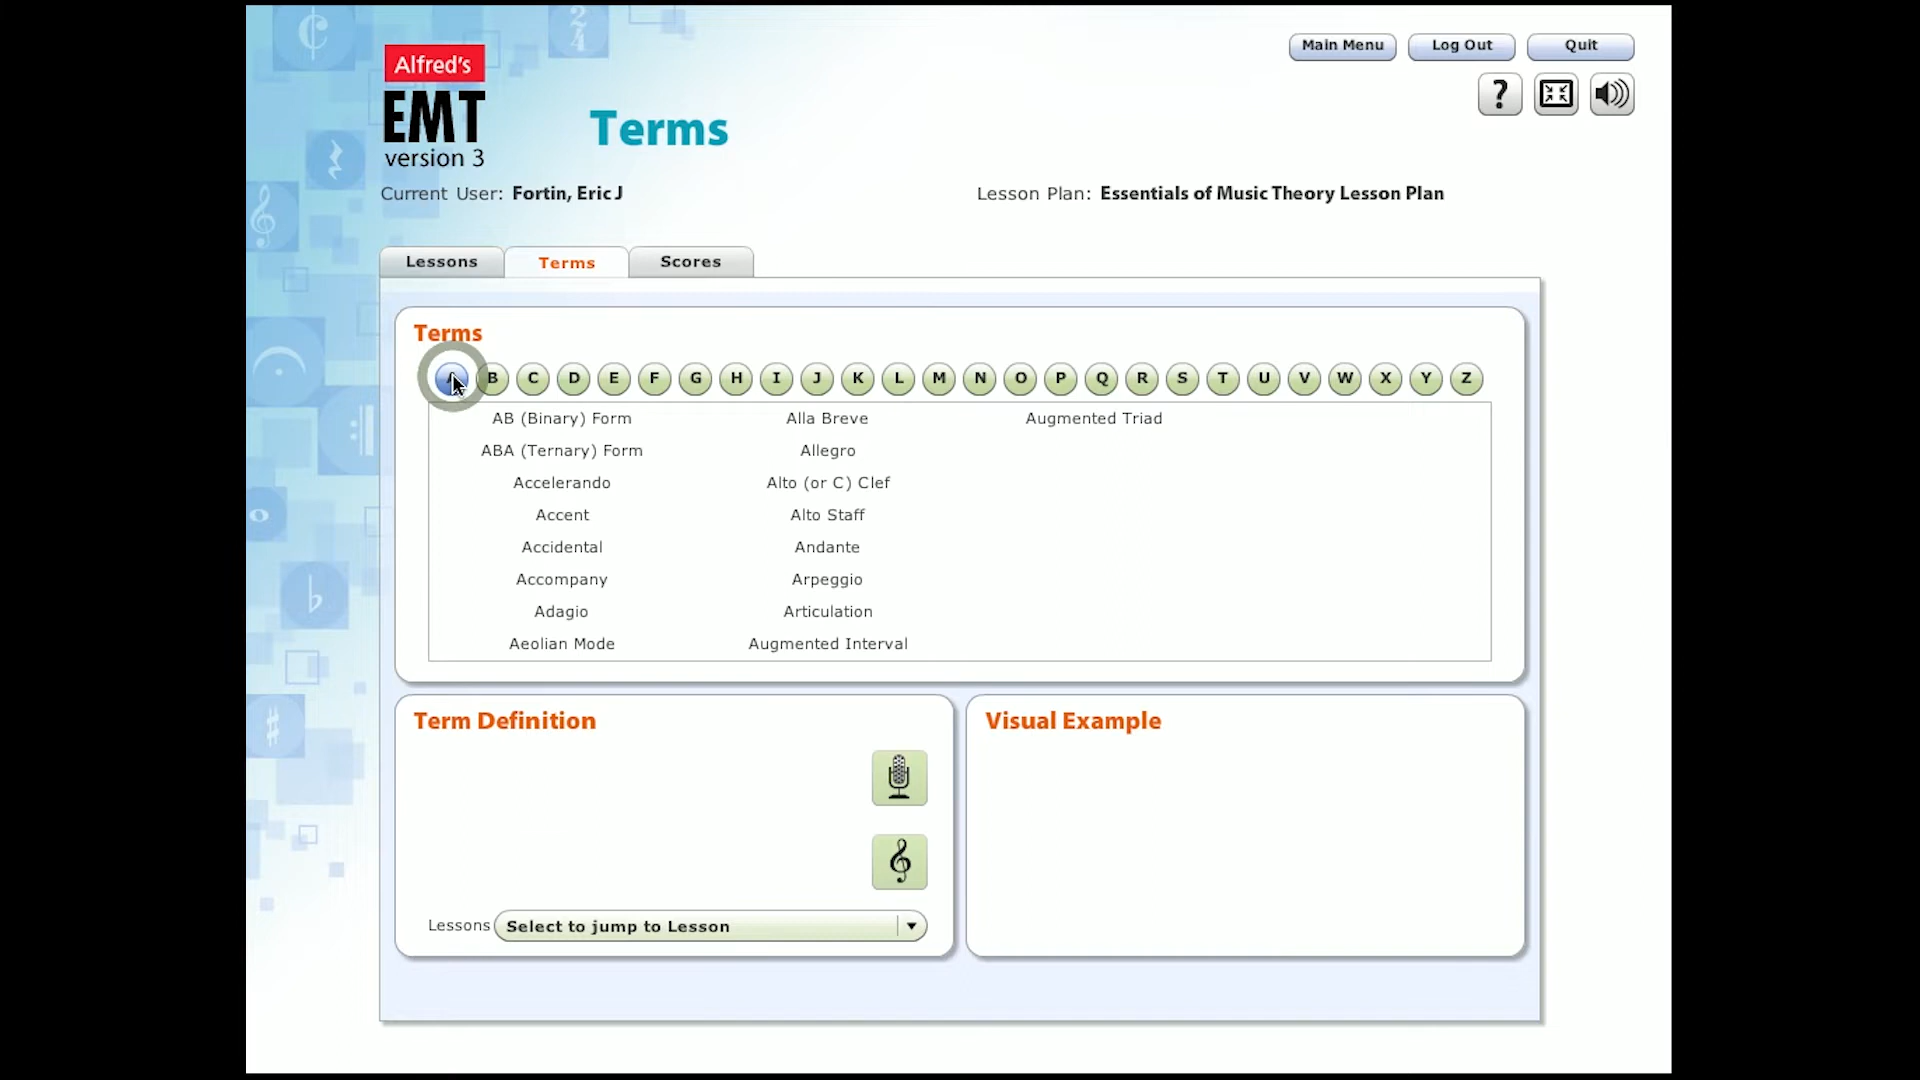 Main Menu
Log Out
Quit
?
Alfred's
EMT
version 3
Terms
Current User: Fortin, Eric J
Lesson Plan: Essentials of Music Theory Lesson Plan
Lessons
Terms
Scores
Terms
A B C D E F G H I J K L M N O P Q R S T U V W X Y Z
AB (Binary) Form
ABA (Ternary) Form
Accelerando
Accent
Accidental
Accompany
Adagio
Aeolian Mode
Alla Breve
Allegro
Alto (or C) Clef
Alto Staff
Andante
Arpeggio
Articulation
Augmented Interval
Augmented Triad
Term Definition
Lessons
Select to jump to Lesson
Visual Example